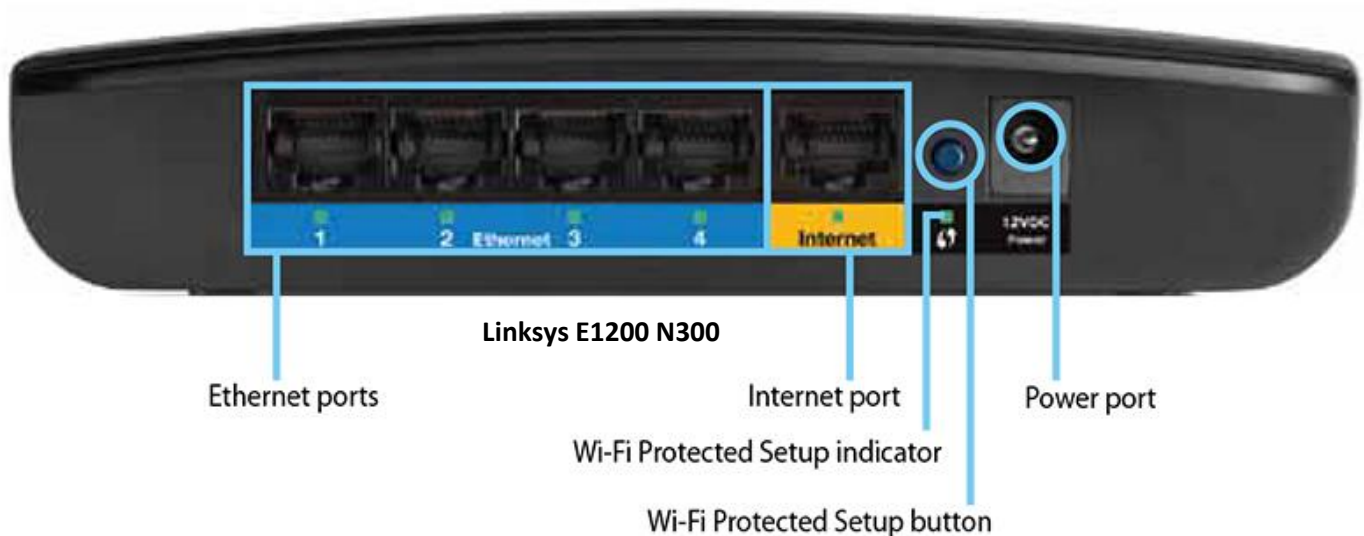 1 2 Ethernet 3 4
Internet
12VDC
Power
Linksys E1200 N300
Ethernet ports
Internet port
Power port
Wi-Fi Protected Setup indicator
Wi-Fi Protected Setup button